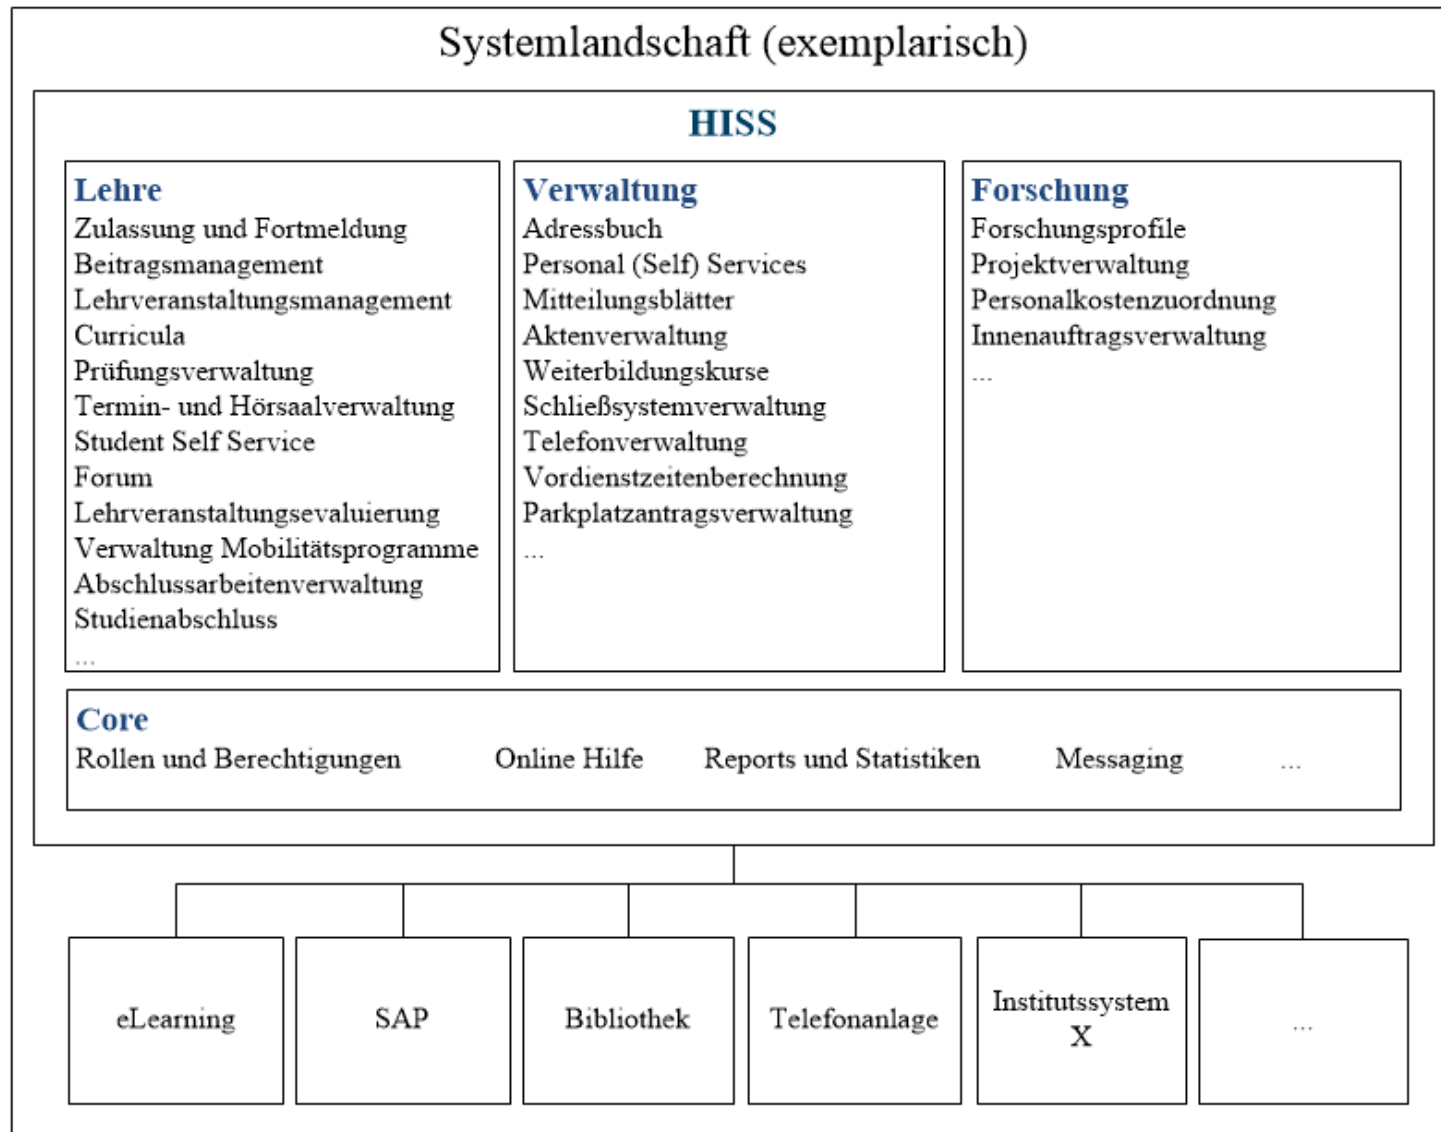 Systemlandschaft (exemplarisch)
HISS
Lehre
Zulassung und Fortmeldung
Beitragsmanagement
Lehrveranstaltungsmanagement
Curricula
Prüfungsverwaltung
Termin- und Hörsaalverwaltung
Student Self Service
Forum
Lehrveranstaltungsevaluierung
Verwaltung Mobilitätsprogramme
Abschlussarbeitenverwaltung
Studienabschluss
...
Verwaltung
Adressbuch
Personal (Self) Services
Mitteilungsblätter
Aktenverwaltung
Weiterbildungskurse
Schließsystemverwaltung
Telefonverwaltung
Vordienstzeitenberechnung
Parkplatzantragsverwaltung
...
Forschung
Forschungsprofile
Projektverwaltung
Personalkostenzuordnung
Innenauftragsverwaltung
...
Core
Rollen und Berechtigungen Online Hilfe Reports und Statistiken Messaging ...
eLearning
SAP
Bibliothek
Telefonanlage
Institutssystem
X
...